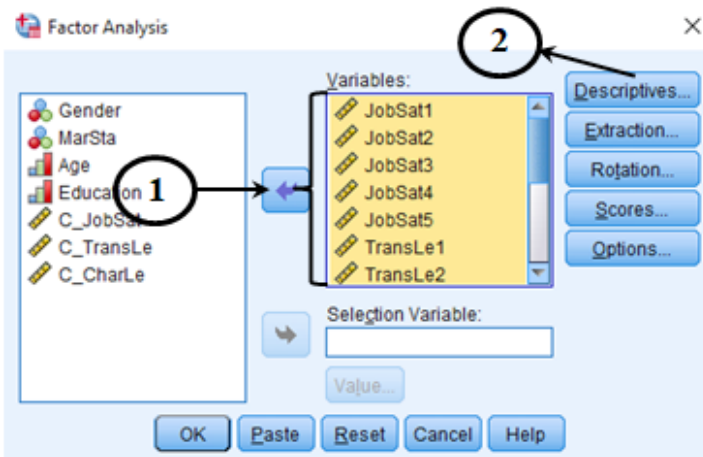 Factor Analysis
2
Variables:
Gender
MarSta
Age
Education
C_JobSat
C_TransLe
C_CharLe
1
JobSat1
JobSat2
JobSat3
JobSat4
JobSat5
TransLe1
TransLe2
Descriptives...
Extraction...
Rotation...
Scores...
Options...
Selection Variable:
Value...
OK Paste Reset Cancel Help